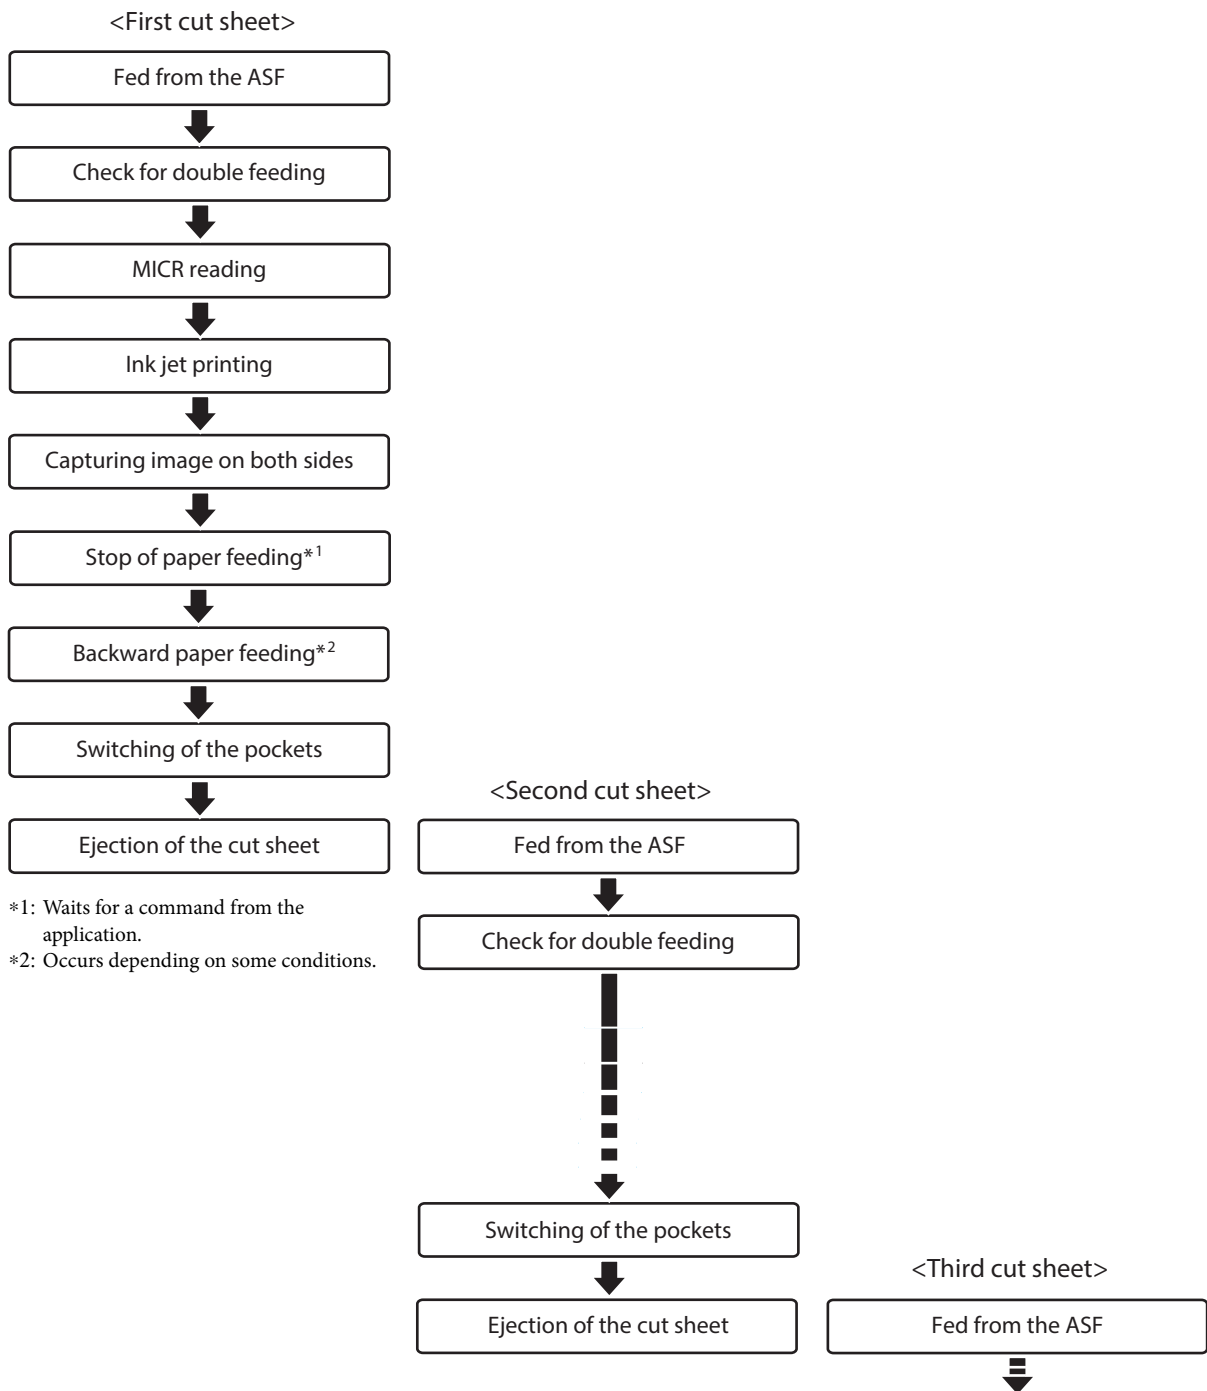 <First cut sheet>
Fed from the ASF
Check for double feeding
MICR reading
Ink jet printing
Capturing image on both sides
Stop of paper feeding*1
Backward paper feeding*2
Switching of the pockets
Ejection of the cut sheet
*1: Waits for a command from the
application.
*2: Occurs depending on some conditions.
<Second cut sheet>
Fed from the ASF
Check for double feeding
Switching of the pockets
Ejection of the cut sheet
<Third cut sheet>
Fed from the ASF